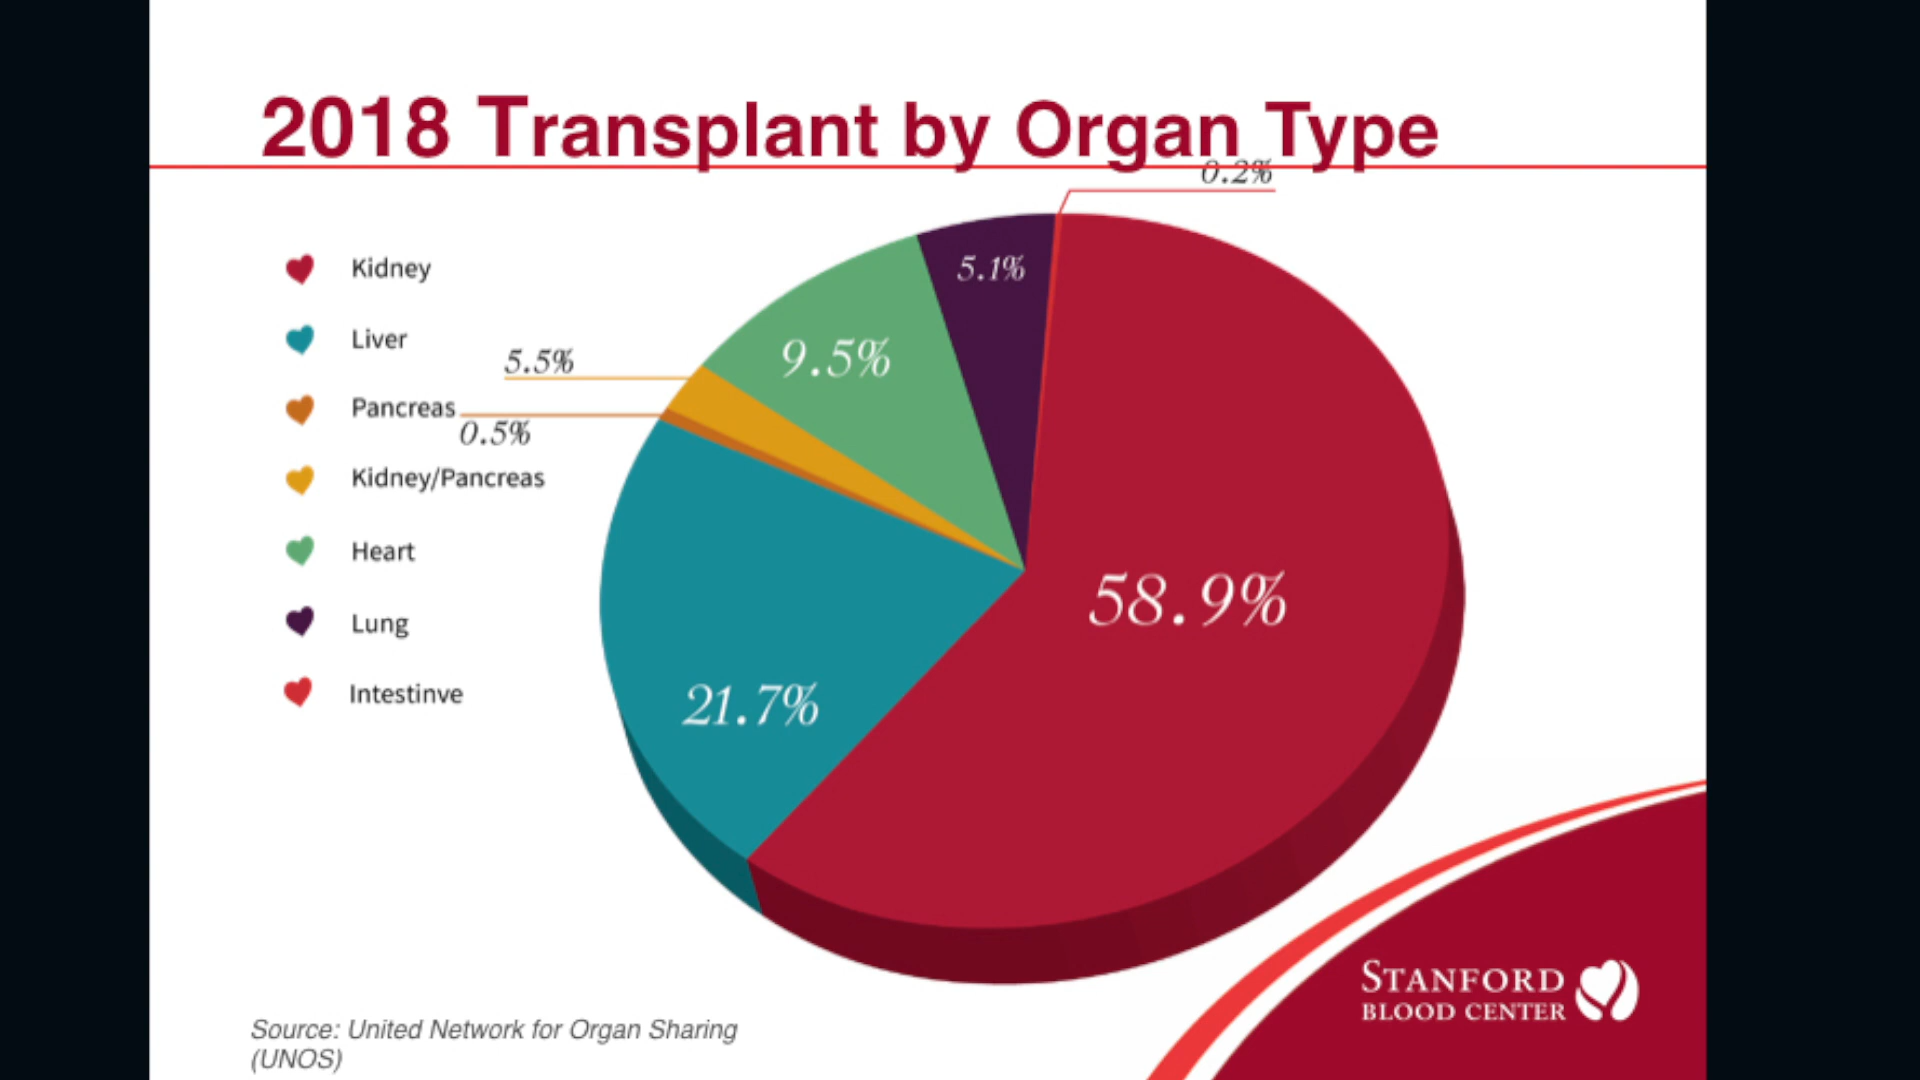 2018 Transplant by Organ Type
0.2%
Kidney
5.1%
Liver
9.5%
5.5%
Pancreas
0.5%
Kidney/Pancreas
Heart
58.9%
Lung
Intestinve
21.7%
STANFORD
BLOOD CENTER
Source: United Network for Organ Sharing
(UNOS)